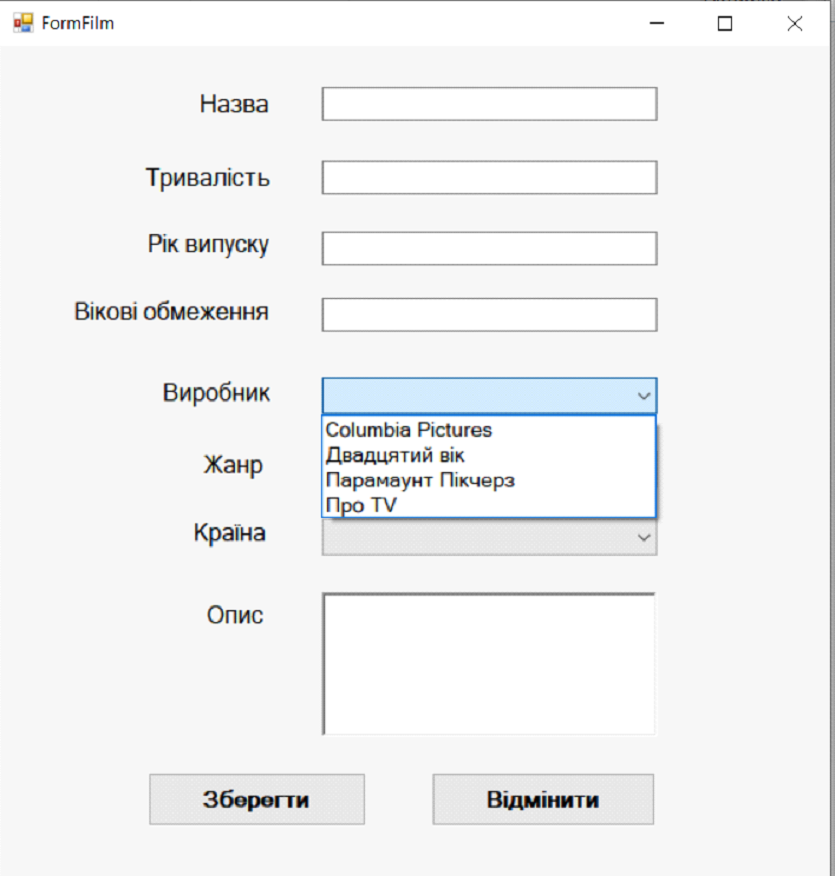 FormFilm
Назва
Тривалість
Рік випуску
Вікові обмеження
Виробник
Columbia Pictures
Двадцятий вік
Парамаунт Пікчерз
Про TV
Жанр
Країна
Опис
Зберегти
Відмінити